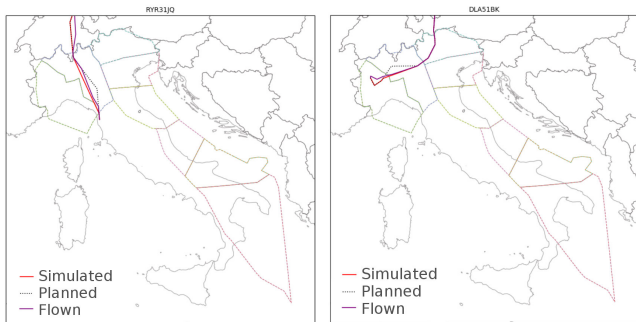 RYR31JQ
Simulated
Planned
Flown
DLA51BK
Simulated
Planned
Flown